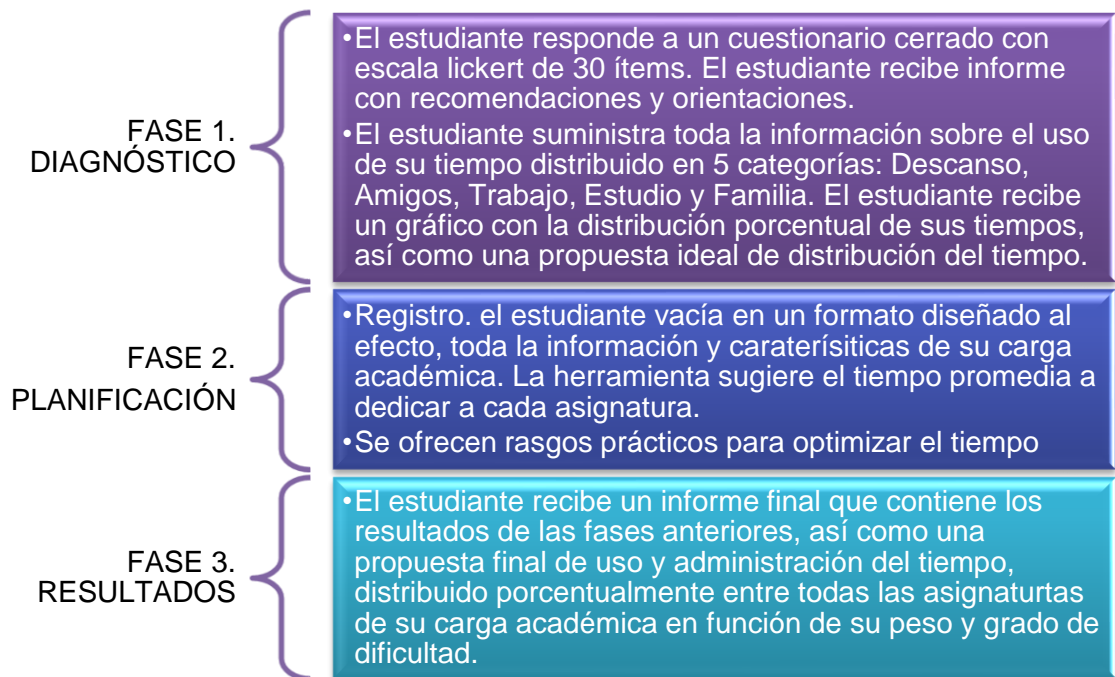 FASE 1.
DIAGNÓSTICO
•El estudiante responde a un cuestionario cerrado con
escala lickert de 30 ítems. El estudiante recibe informe
con recomendaciones y orientaciones.
•El estudiante suministra toda la información sobre el uso
de su tiempo distribuido en 5 categorías: Descanso,
Amigos, Trabajo, Estudio y Familia. El estudiante recibe
un gráfico con la distribución porcentual de sus tiempos,
así como una propuesta ideal de distribución del tiempo.
FASE 2.
PLANIFICACIÓN
•Registro. el estudiante vacía en un formato diseñado al
efecto, toda la información y caraterísiticas de su carga
académica. La herramienta sugiere el tiempo promedia a
dedicar a cada asignatura.
•Se ofrecen rasgos prácticos para optimizar el tiempo
FASE 3.
RESULTADOS
•El estudiante recibe un informe final que contiene los
resultados de las fases anteriores, así como una
propuesta final de uso y administración del tiempo,
distribuido porcentualmente entre todas las asignaturtas
de su carga académica en función de su peso y grado de
dificultad.